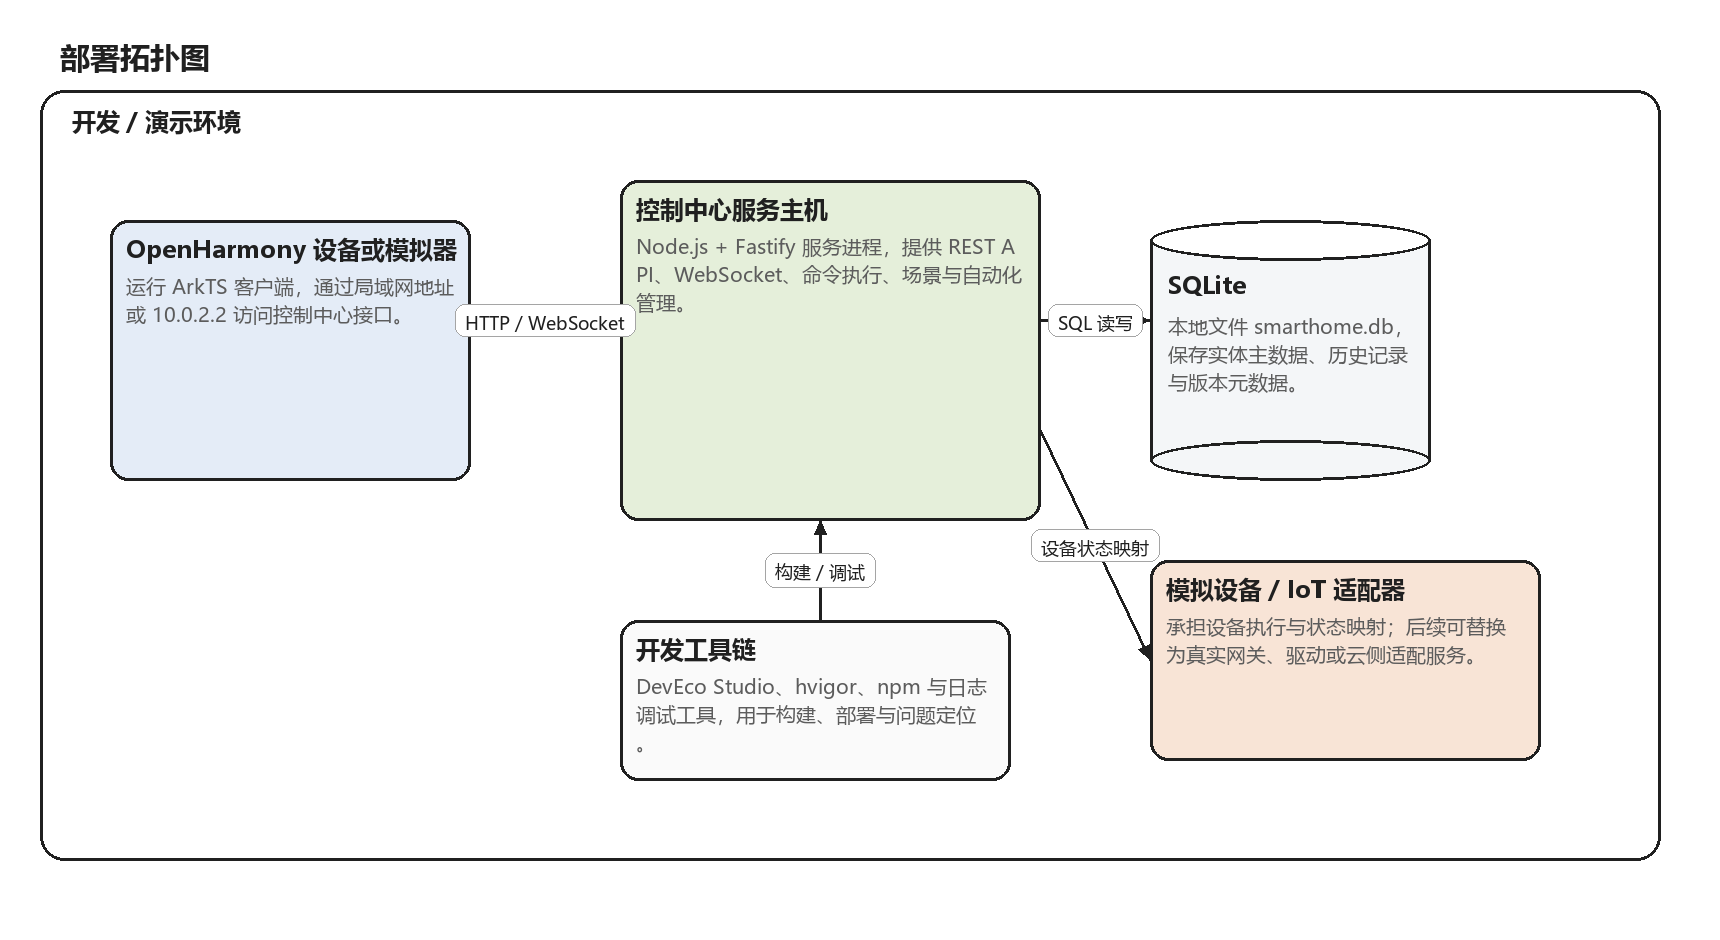 部署拓扑图
开发 / 演示环境
OpenHarmony 设备或模拟器
运行 ArkTS 客户端，通过局域网地址
或 10.0.2.2 访问控制中心接口。
HTTP / WebSocket
控制中心服务主机
Node.js + Fastify 服务进程，提供 REST A
PI、WebSocket、命令执行、场景与自动化
管理。
SQL 读写
SQLite
本地文件 smarthome.db，
保存实体主数据、历史记录
与版本元数据。
设备状态映射
构建 / 调试
模拟设备 / IoT 适配器
承担设备执行与状态映射；后续可替换
为真实网关、驱动或云侧适配服务。
开发工具链
DevEco Studio、hvigor、npm 与日志
调试工具，用于构建、部署与问题定位
。